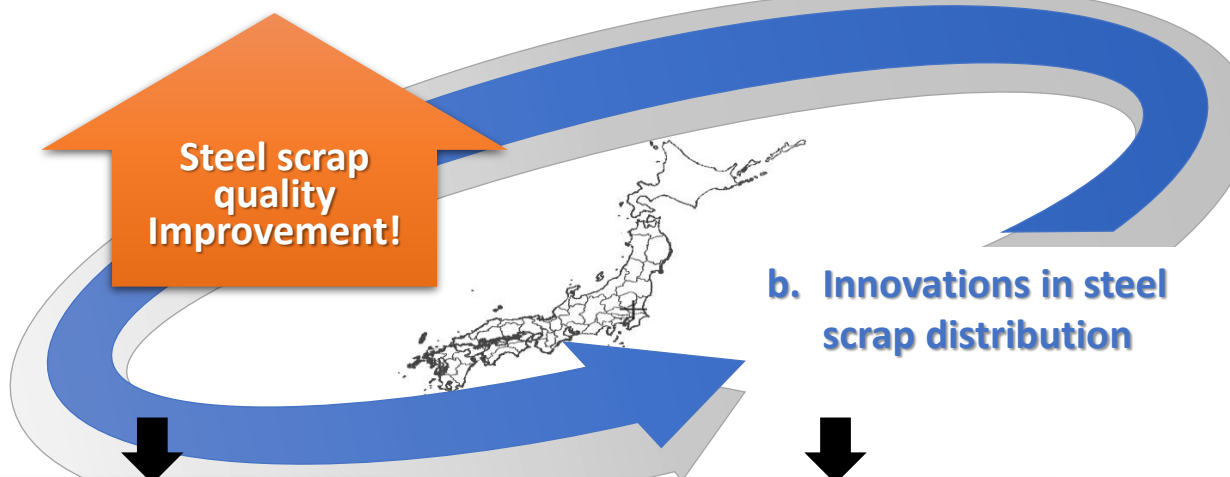 Steel scrap
quality
Improvement!
b. Innovations in steel
scrap distribution